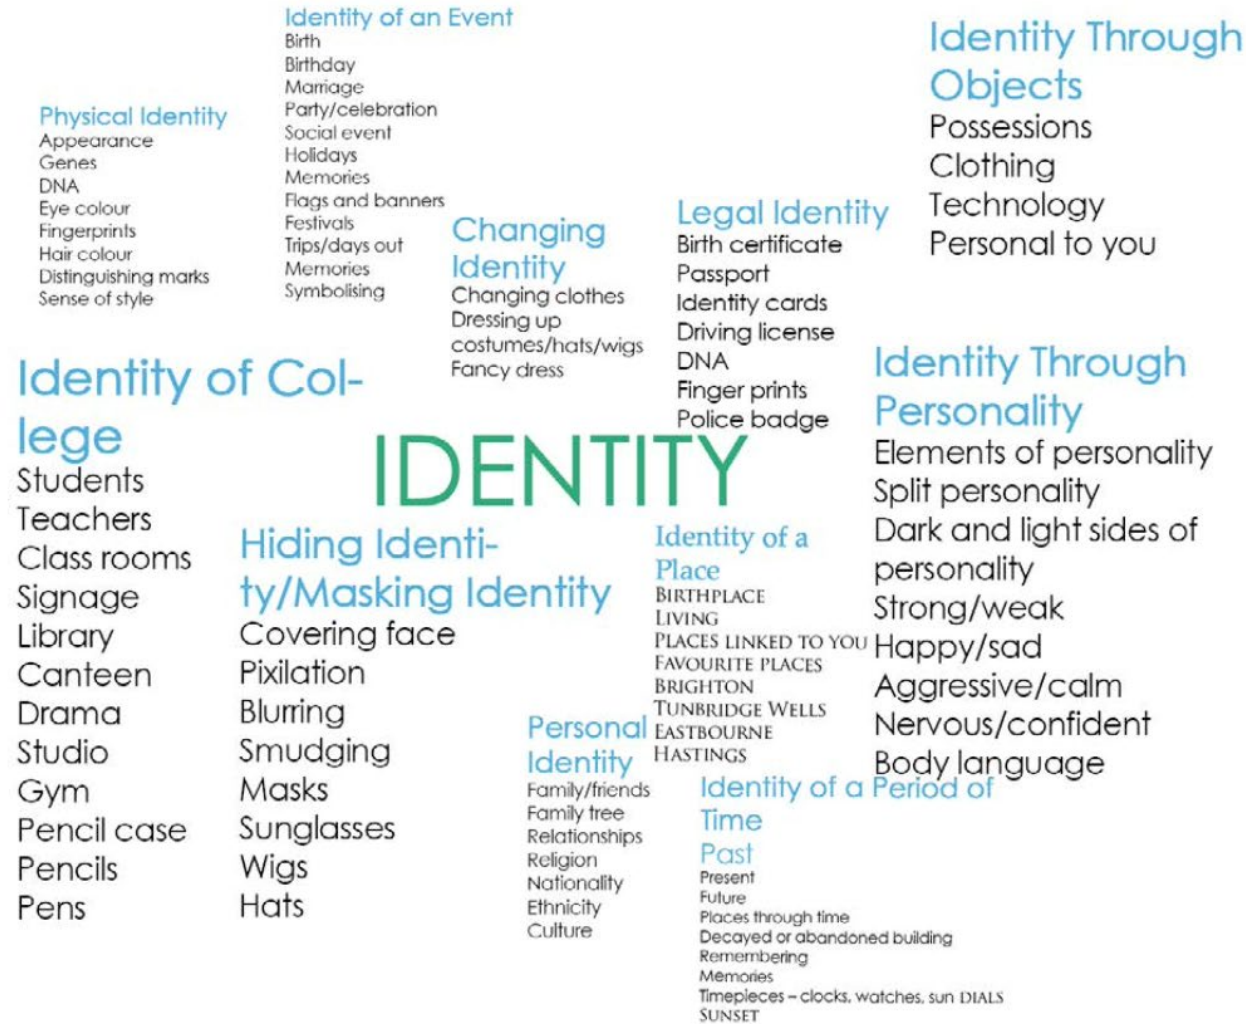 Identity of an Event
Birth
Birthday
Marriage
Party/celebration
Social event
Holidays
Memories
Flags and banners
Festivals
Trips/days out
Memories
Symbolising
Identity Through
Objects
Possessions
Clothing
Technology
Personal to you
Physical Identity
Appearance
Genes
DNA
Eye colour
Fingerprints
Hair colour
Distinguishing marks
Sense of style
Changing
Identity
Changing clothes
Dressing up
costumes/hats/wigs
Fancy dress
Legal Identity
Birth certificate
Passport
Identity cards
Driving license
DNA
Finger prints
Police badge
Identity Through
Personality
Elements of personality
Split personality
Dark and light sides of
personality
Strong/weak
Happy/sad
Aggressive/calm
Nervous/confident
Body language
Identity of Col-
lege
Students
Teachers
Class rooms
Signage
Library
Canteen
Drama
Studio
Gym
Pencil case
Pencils
Pens
IDENTITY
Hiding Identi-
ty/Masking Identity
Covering face
Pixilation
Blurring
Smudging
Masks
Sunglasses
Wigs
Hats
Identity of a
Place
BIRTHPLACE
LIVING
PLACES LINKED TO YOU
FAVOURITE PLACES
BRIGHTON
TUNBRIDGE WELLS
EASTBOURNE
HASTINGS
Personal
Identity
Family/friends
Family tree
Relationships
Religion
Nationality
Ethnicity
Culture
Identity of a Period of
Time
Past
Present
Future
Places through time
Decayed or abandoned building
Remembering
Memories
Timepieces – clocks, watches, sun DIALS
SUNSET